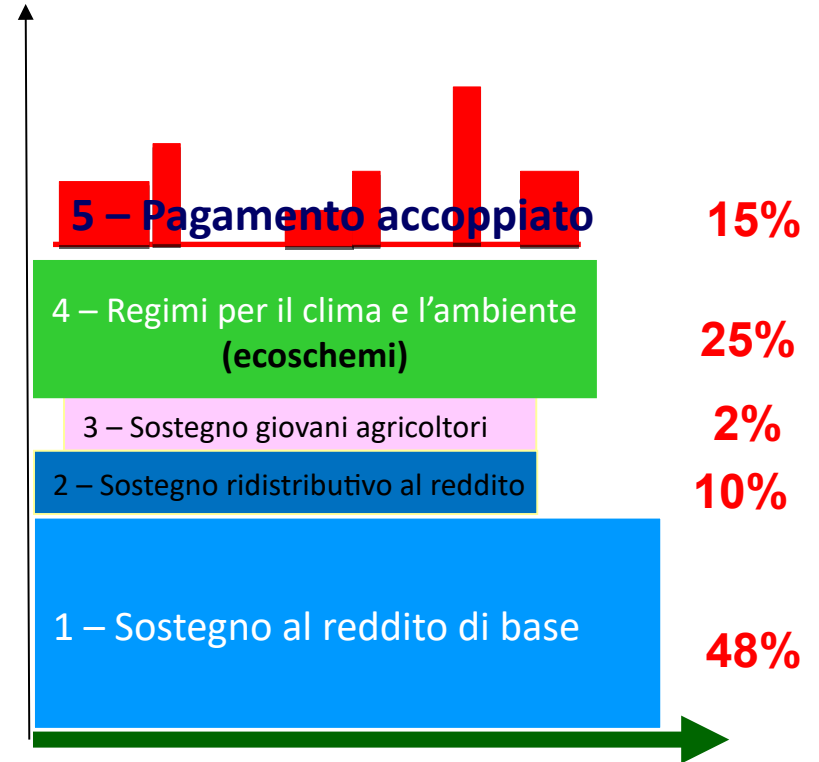 5 – Pagamento accoppiato 15%
4 – Regimi per il clima e l’ambiente
(ecoschemi) 25%
3 – Sostegno giovani agricoltori 2%
2 – Sostegno ridistributivo al reddito 10%
1 – Sostegno al reddito di base 48%